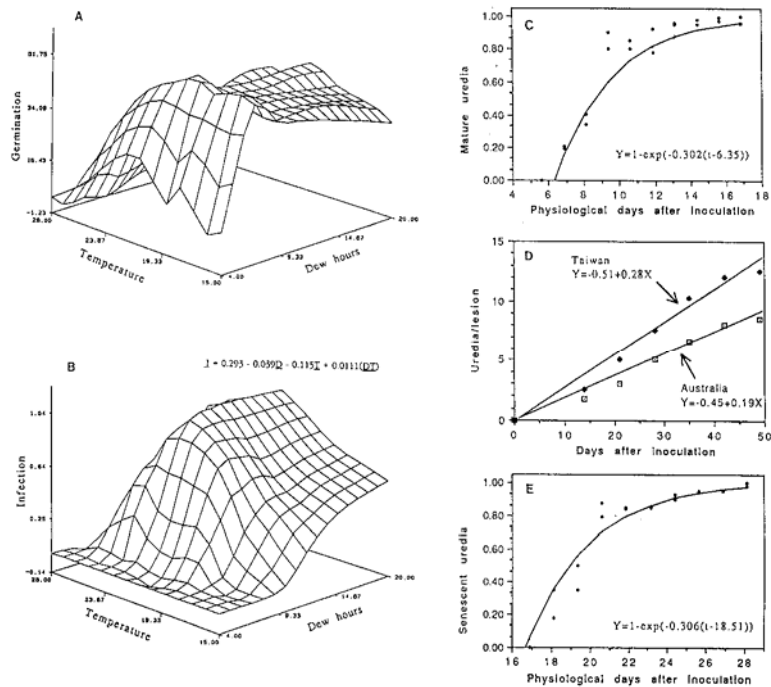 A
Germination
24.00
-1.23
28.00
23.67
19.33
15.00
Temperature
4.00
9.33
14.67
Dew hours
B
I = 0.293 - 0.039D - 0.115T + 0.0111(DT)
Infection
1.04
0.64
0.25
-0.14
28.00
23.67
19.33
15.00
Temperature
4.00
9.33
14.67
20.00
Dew hours
C
Mature uredia
1.00
0.80
0.60
0.40
0.20
0.00
Y=1-exp(-0.302(t-6.35))
4 6 8 10 12 14 16 18
Physiological days after Inoculation
D
Uredia/lesion
15
10
5
0
Taiwan
Y=-0.51+0.28X
Australia
Y=-0.45+0.19X
0 10 20 30 40 50
Days after Inoculation
E
Senescent uredia
1.00
0.80
0.60
0.40
0.20
0.00
Y=1-exp(-0.306(t-18.51))
16 18 20 22 24 26 28
Physiological days after Inoculation